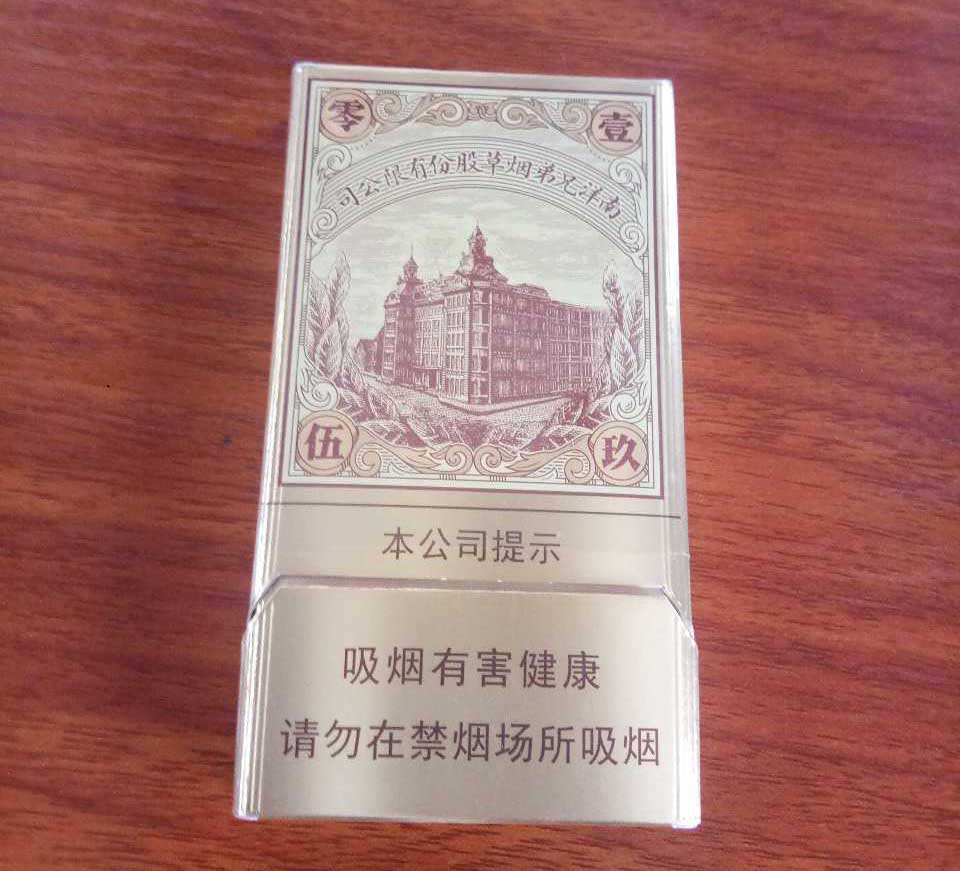 零 壹
南洋兄弟烟草股份有限公司
伍 玖
本公司提示
吸烟有害健康
请勿在禁烟场所吸烟